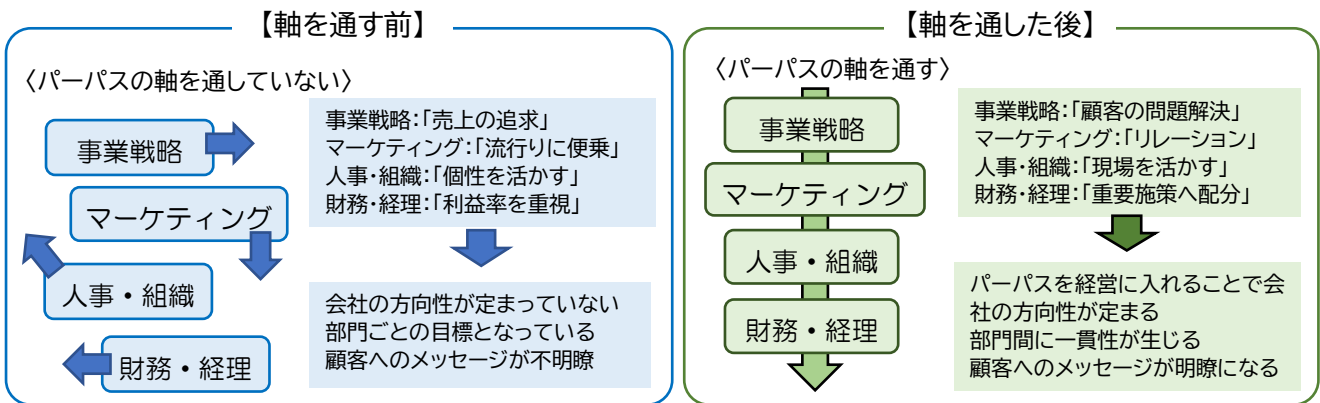 【軸を通す前】
〈パーパスの軸を通していない〉
事業戦略
マーケティング
人事・組織
財務・経理
事業戦略：「売上の追求」
マーケティング：「流行りに便乗」
人事・組織：「個性を活かす」
財務・経理：「利益率を重視」
会社の方向性が定まっていない
部門ごとの目標となっている
顧客へのメッセージが不明瞭
【軸を通した後】
〈パーパスの軸を通す〉
事業戦略
マーケティング
人事・組織
財務・経理
事業戦略：「顧客の問題解決」
マーケティング：「リレーション」
人事・組織：「現場を活かす」
財務・経理：「重要施策へ配分」
パーパスを経営に入れることで会
社の方向性が定まる
部門間に一貫性が生じる
顧客へのメッセージが明瞭になる